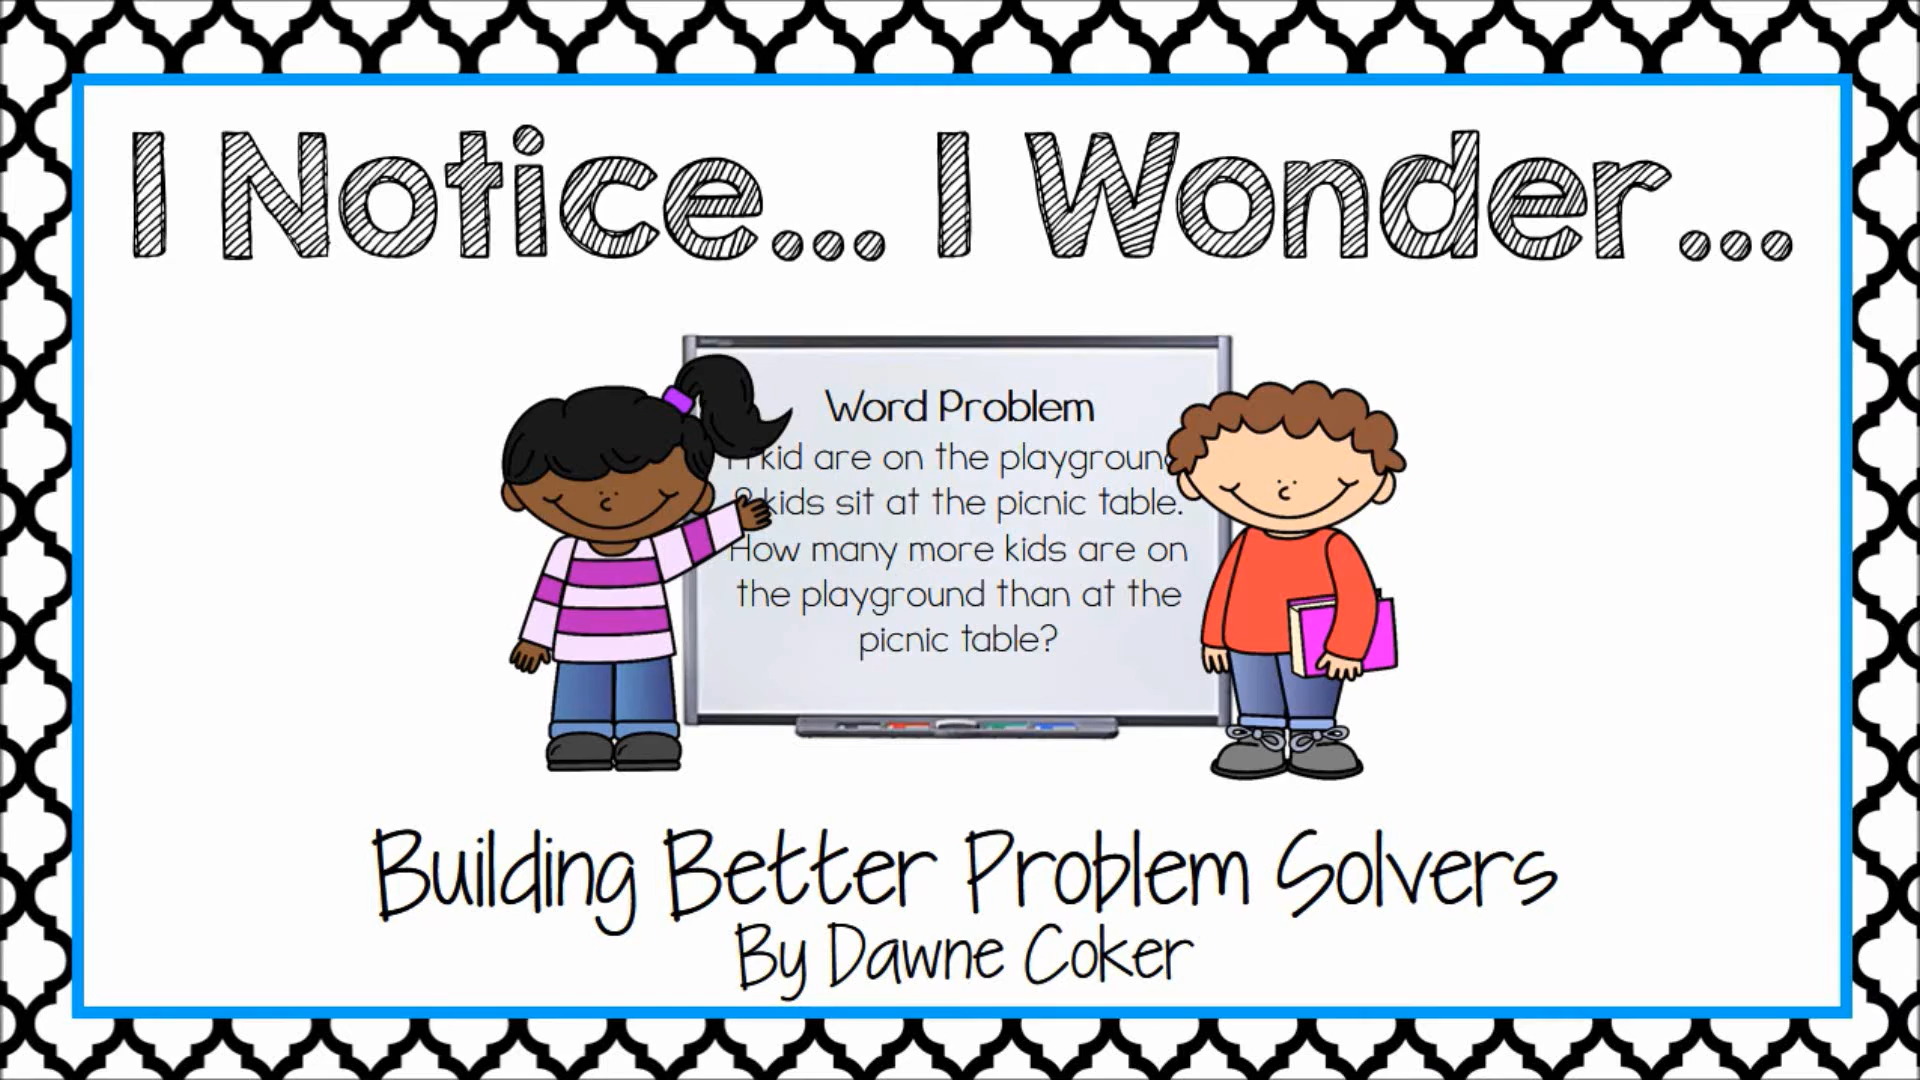 I Notice... I Wonder...
Word Problem
kid are on the playground
kids sit at the picnic table.
How many more kids are on
the playground than at the
picnic table?
Building Better Problem Solvers
By Dawne Coker